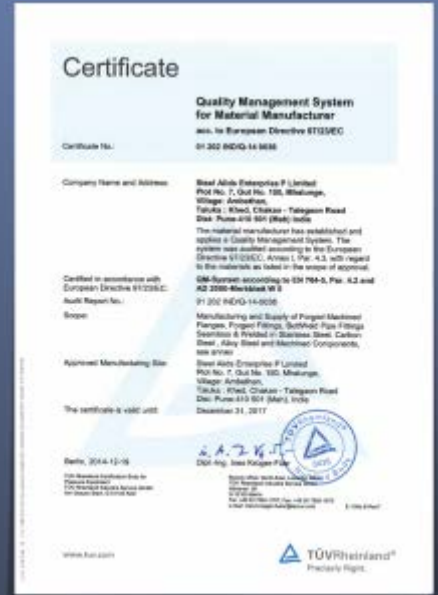 Certificate
Quality Management System
for Material Manufacturer
acc. to European Directive 97/23/EC
Certificate No.:
01 202 IND/Q-14 0036
Company Name and Address:
Steel Alids Enterprise P Limited
Plot No. 7, Gut No. 100, Mhalunge,
Village: Ambethan,
Taluka : Khed, Chakan - Talegaon Road
Dist: Pune-410 501 (Mah) India
The material manufacturer has established and
applies a Quality Management System. The
system was audited according to the European
Directive 97/23/EC, Annex I, Par. 4.3, with regard
to the materials as listed in the scope of approval.
Certified in accordance with
European Directive 97/23/EC:
QM-System according to EN 764-5, Par. 4.2 and
AD 2000-Merkblatt W 0
Audit Report No.:
01 202 IND/Q-14-0036
Scope:
Manufacturing and Supply of Forged Machined
Flanges, Forged Fittings, ButtWeld Pipe Fittings
Seamless & Welded in Stainless Steel, Carbon
Steel , Alloy Steel and Machined Components,
see annex
Approved Manufacturing Site:
Steel Alids Enterprise P Limited
Plot No. 7, Gut No. 100, Mhalunge,
Village: Ambethan,
Taluka : Khed, Chakan - Talegaon Road
Dist: Pune-410 501 (Mah), India
The certificate is valid until:
December 31, 2017
Berlin, 2014-12-19
www.tuv.com
TÜVRheinland®
Precisely Right.